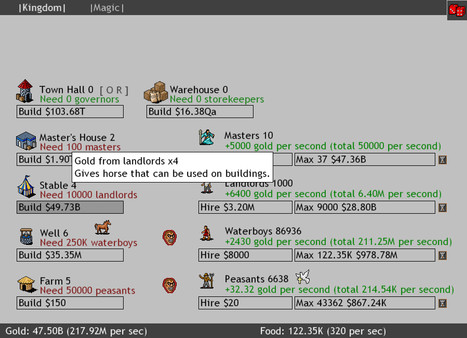 |Kingdom| |Magic|
Town Hall 0 [OR]
Need 0 governors
Build $103.68T
Warehouse 0
Need 0 storekeepers
Build $16.38Qa
Master's House 2
Need 100 masters
Build $1.90T
Masters 10
+5000 gold per second (total 50000 per second)
Max 37 $47.36B
Gold from landlords x4
Gives horse that can be used on buildings.
Stable 4
Need 10000 landlords
Build $49.73B
Landlords 1000
+6400 gold per second (total 6.40M per second)
Hire $3.20M Max 9000 $28.80B
Well 6
Need 250K waterboys
Build $35.35M
Waterboys 86936
+2430 gold per second (total 211.25M per second)
Hire $8000 Max 122.35K $978.78M
Farm 5
Need 50000 peasants
Build $150
Peasants 6638
+32.32 gold per second (total 214.54K per second)
Hire $20 Max 43362 $867.24K
Gold: 47.50B (217.92M per sec) Food: 122.35K (320 per sec)